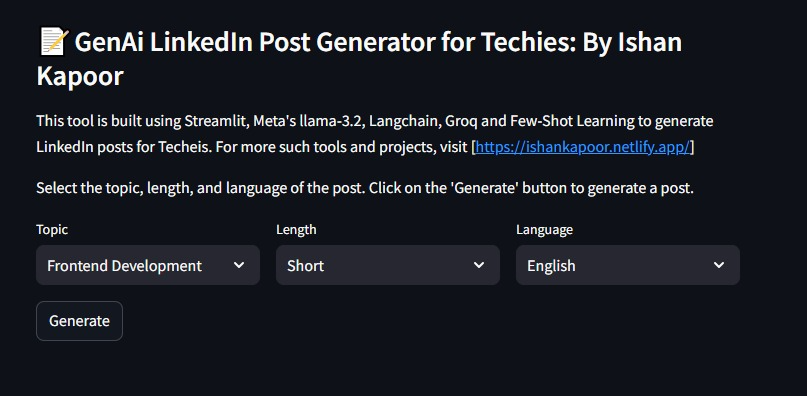 📝 GenAi LinkedIn Post Generator for Techies: By Ishan
Kapoor
This tool is built using Streamlit, Meta's llama-3.2, Langchain, Groq and Few-Shot Learning to generate
LinkedIn posts for Techeis. For more such tools and projects, visit [https://ishankapoor.netlify.app/]
Select the topic, length, and language of the post. Click on the 'Generate' button to generate a post.
Topic Length Language
Frontend Development Short English
Generate